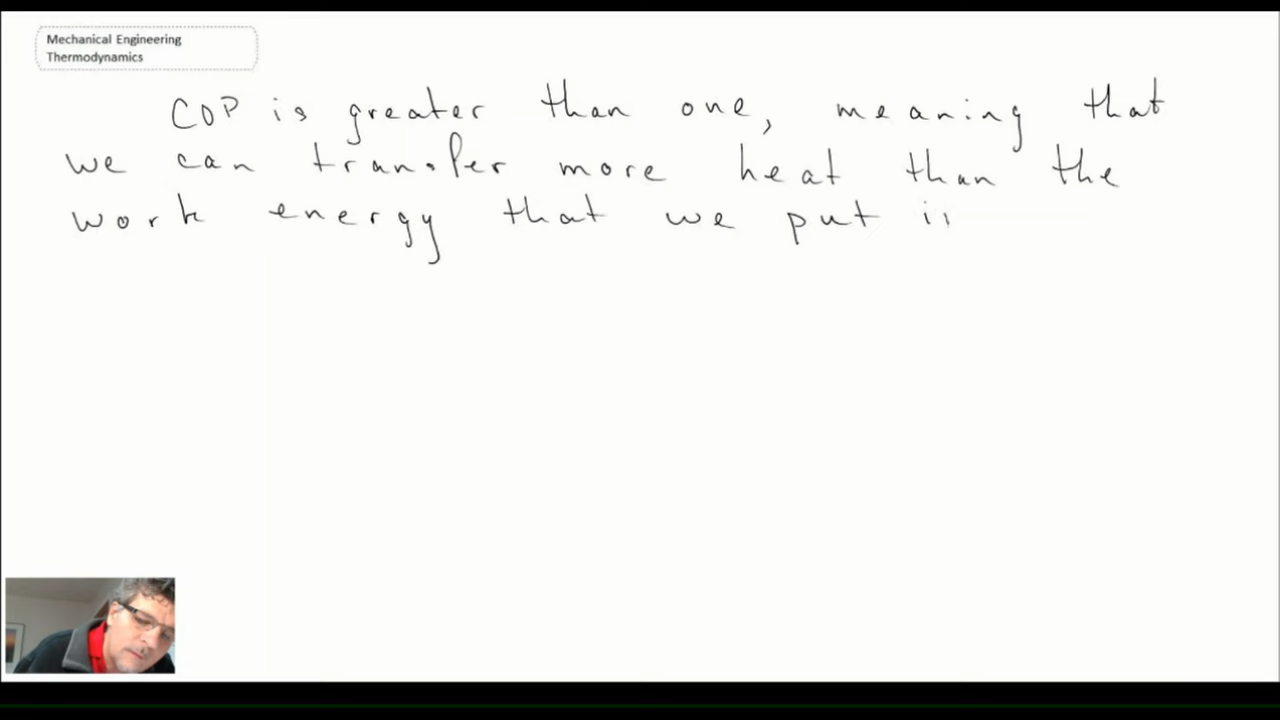 Mechanical Engineering
Thermodynamics
COP is greater than one, meaning that
we can transfer more heat than the
work energy that we put